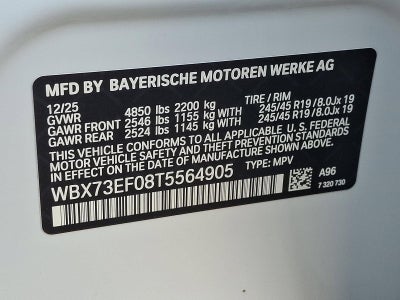 MFD BY BAYERISCHE MOTOREN WERKE AG
12/25 TIRE / RIM
GVWR 4850 lbs 2200 kg
GAWR FRONT 2546 lbs 1155 kg WITH 245/45 R19 / 8.0Jx 19
GAWR REAR 2524 lbs 1145 kg WITH 245/45 R19 / 8.0Jx 19
THIS VEHICLE CONFORMS TO ALL APPLICABLE U.S. FEDERAL
MOTOR VEHICLE SAFETY, BUMPER, AND THEFT PREVENTION
STANDARDS IN EFFECT ON THE DATE OF MANUFACTURE SHOWN ABOVE.
WBX73EF08T5564905 TYPE: MPV
A96
7 320 730